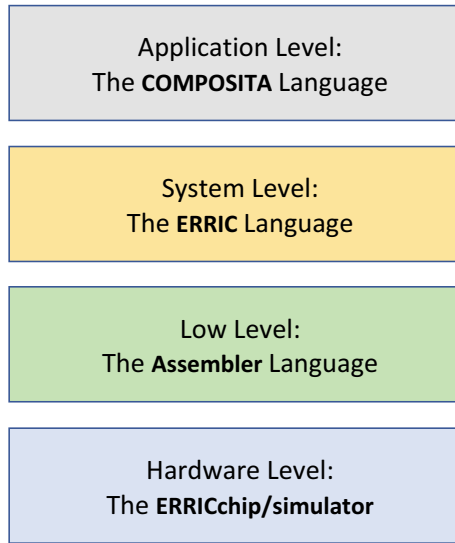 Application Level:
The COMPOSITA Language
System Level:
The ERRIC Language
Low Level:
The Assembler Language
Hardware Level:
The ERRICchip/simulator